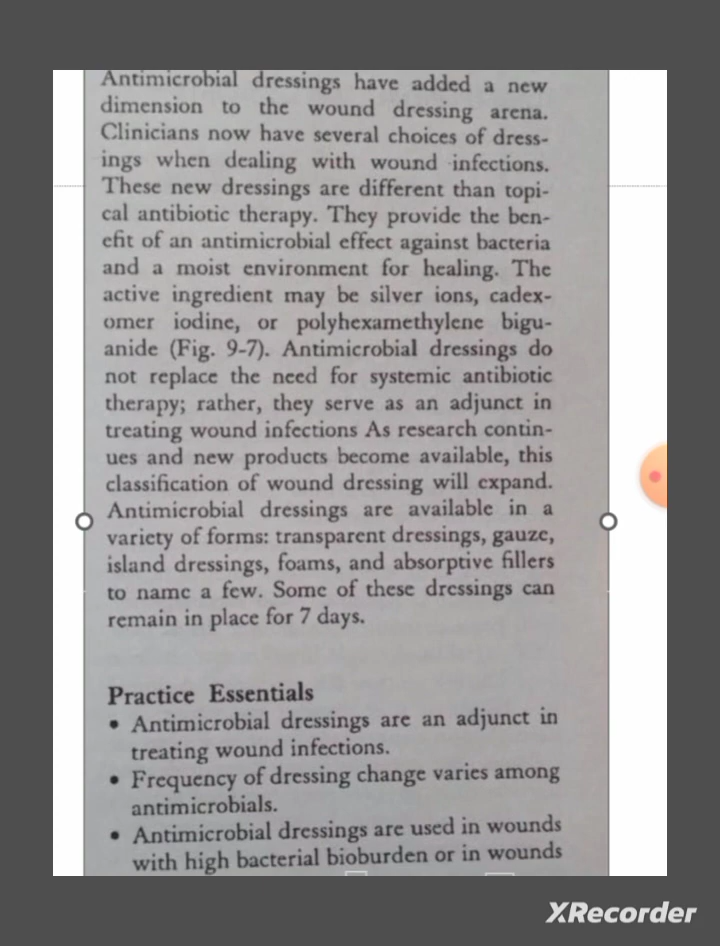 Antimicrobial dressings have added a new
dimension to the wound dressing arena.
Clinicians now have several choices of dress-
ings when dealing with wound infections.
These new dressings are different than topi-
cal antibiotic therapy. They provide the ben-
efit of an antimicrobial effect against bacteria
and a moist environment for healing. The
active ingredient may be silver ions, cadex-
omer iodine, or polyhexamethylene bigu-
anide (Fig. 9-7). Antimicrobial dressings do
not replace the need for systemic antibiotic
therapy; rather, they serve as an adjunct in
treating wound infections As research contin-
ues and new products become available, this
classification of wound dressing will expand.
Antimicrobial dressings are available in a
variety of forms: transparent dressings, gauze,
island dressings, foams, and absorptive fillers
to name a few. Some of these dressings can
remain in place for 7 days.
Practice Essentials
• Antimicrobial dressings are an adjunct in
treating wound infections.
• Frequency of dressing change varies among
antimicrobials.
• Antimicrobial dressings are used in wounds
with high bacterial bioburden or in wounds
XRecorder